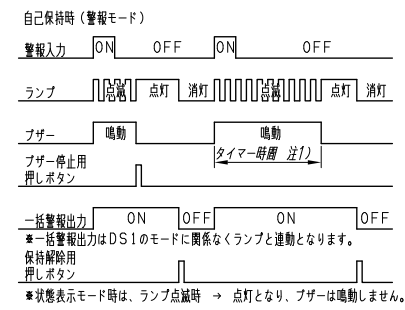 自己保持時(警報モード)
警報入力 ON OFF ON OFF
ランプ 点滅 点灯 消灯 点滅 点灯 消灯
ブザー 鳴動 鳴動
タイマー時間 注1)
ブザー停止用
押しボタン
一括警報出力 ON OFF ON OFF
※一括警報出力はDS1のモードに関係なくランプと連動となります。
保持解除用
押しボタン
※状態表示モード時は、ランプ点滅時 → 点灯となり、ブザーは鳴動しません。